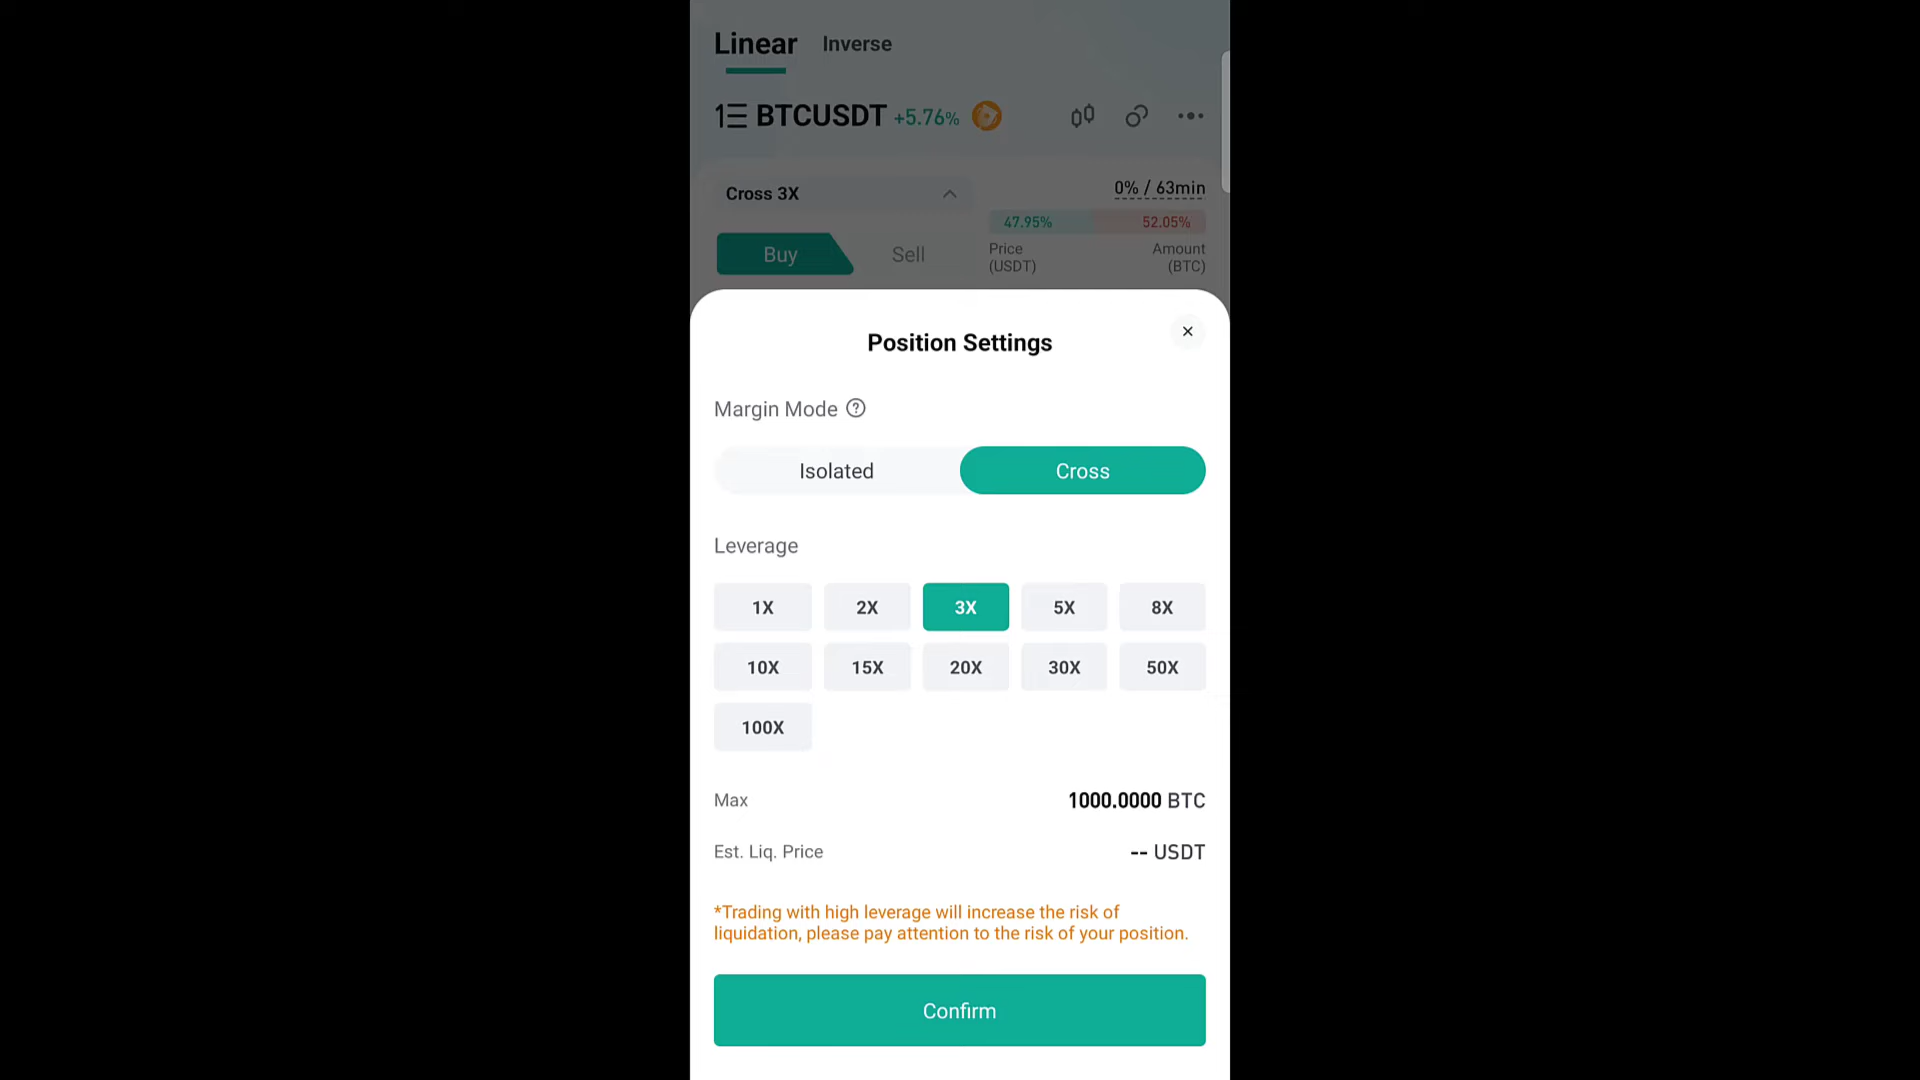 Linear Inverse
BTCUSDT +5.76%
Cross 3X
0% / 63min
47.95% 52.05%
Buy Sell
Price Amount
(USDT) (BTC)
Position Settings
Margin Mode
Isolated Cross
Leverage
1X 2X 3X 5X 8X
10X 15X 20X 30X 50X
100X
Max 1000.0000 BTC
Est. Liq. Price -- USDT
*Trading with high leverage will increase the risk of
liquidation, please pay attention to the risk of your position.
Confirm